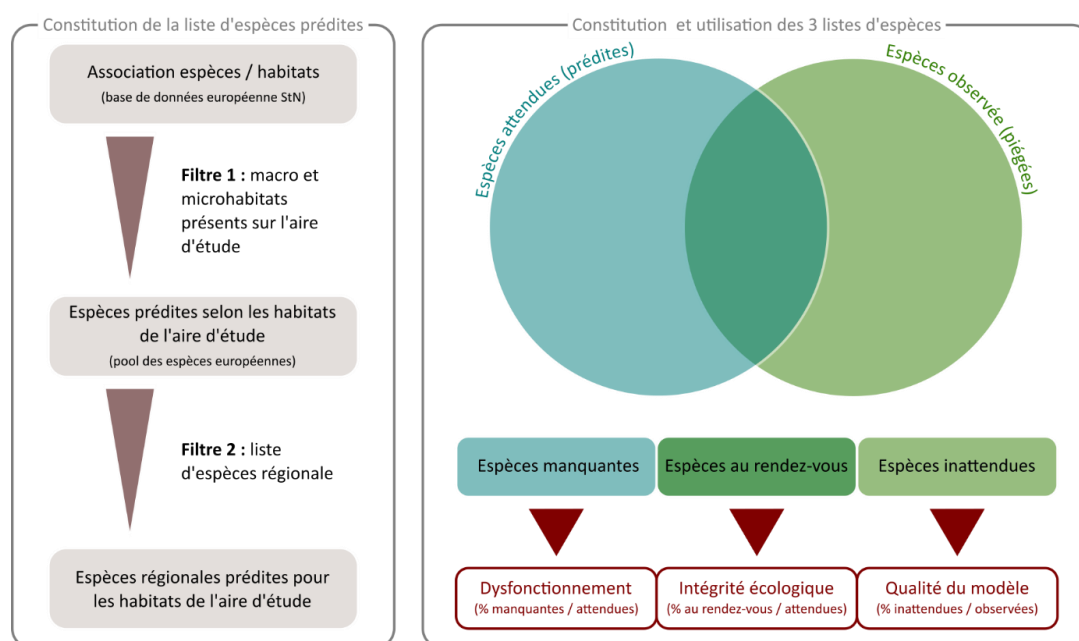 Constitution de la liste d'espèces prédites
Association espèces / habitats
(base de données européenne StN)
Filtre 1 : macro et
microhabitats
présents sur l'aire
d'étude
Espèces prédites selon les habitats
de l'aire d'étude
(pool des espèces européennes)
Filtre 2 : liste
d'espèces régionale
Espèces régionales prédites pour
les habitats de l'aire d'étude
Constitution et utilisation des 3 listes d'espèces
Espèces attendues (prédites)
Espèces observée (piégées)
Espèces manquantes
Espèces au rendez-vous
Espèces inattendues
Dysfonctionnement
(% manquantes / attendues)
Intégrité écologique
(% au rendez-vous / attendues)
Qualité du modèle
(% inattendues / observées)